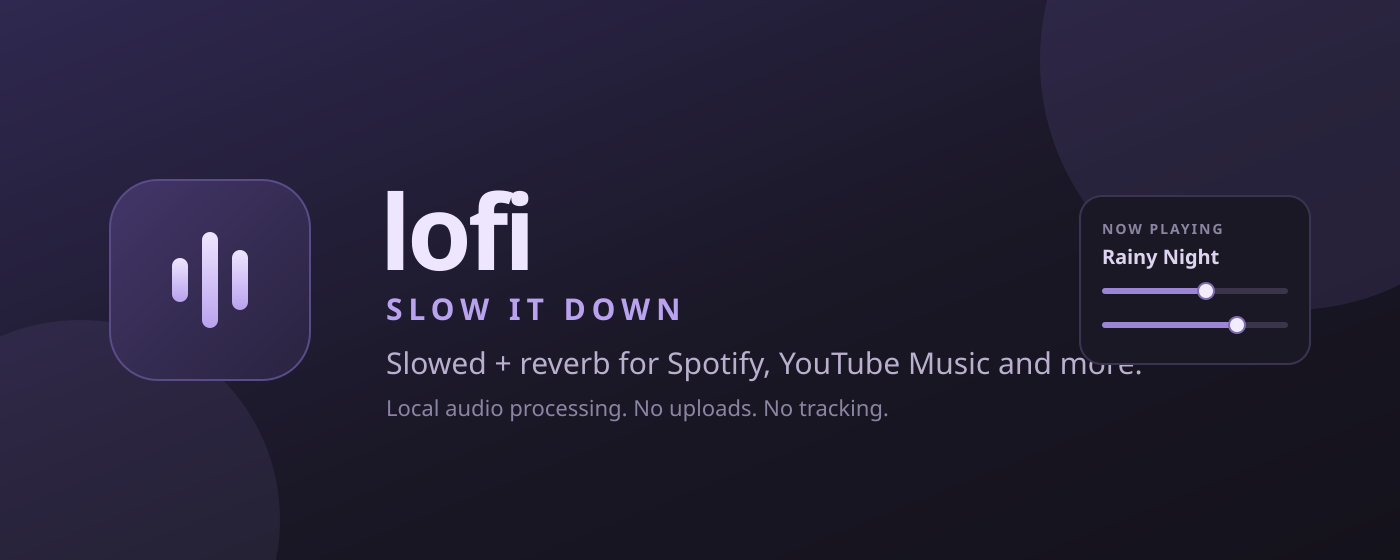 lofi
SLOW IT DOWN
Slowed + reverb for Spotify, YouTube Music and more.
Local audio processing. No uploads. No tracking.
NOW PLAYING
Rainy Night